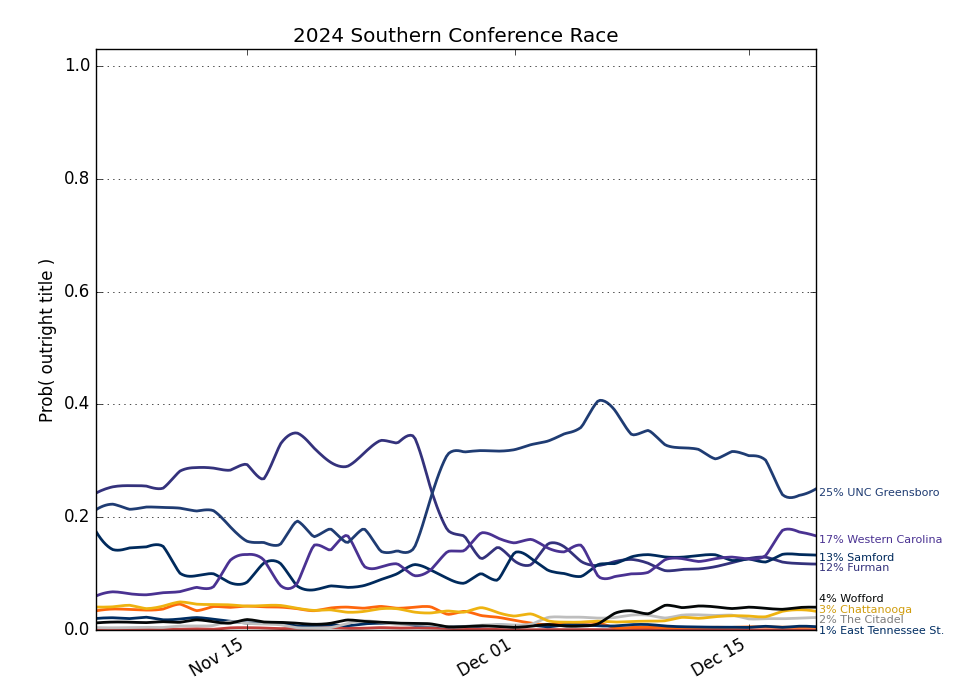 2024 Southern Conference Race
Prob( outright title )
1.0
0.8
0.6
0.4
0.2
0.0
Nov 15
Dec 01
Dec 15
25% UNC Greensboro
17% Western Carolina
13% Samford
12% Furman
4% Wofford
3% Chattanooga
2% The Citadel
1% East Tennessee St.